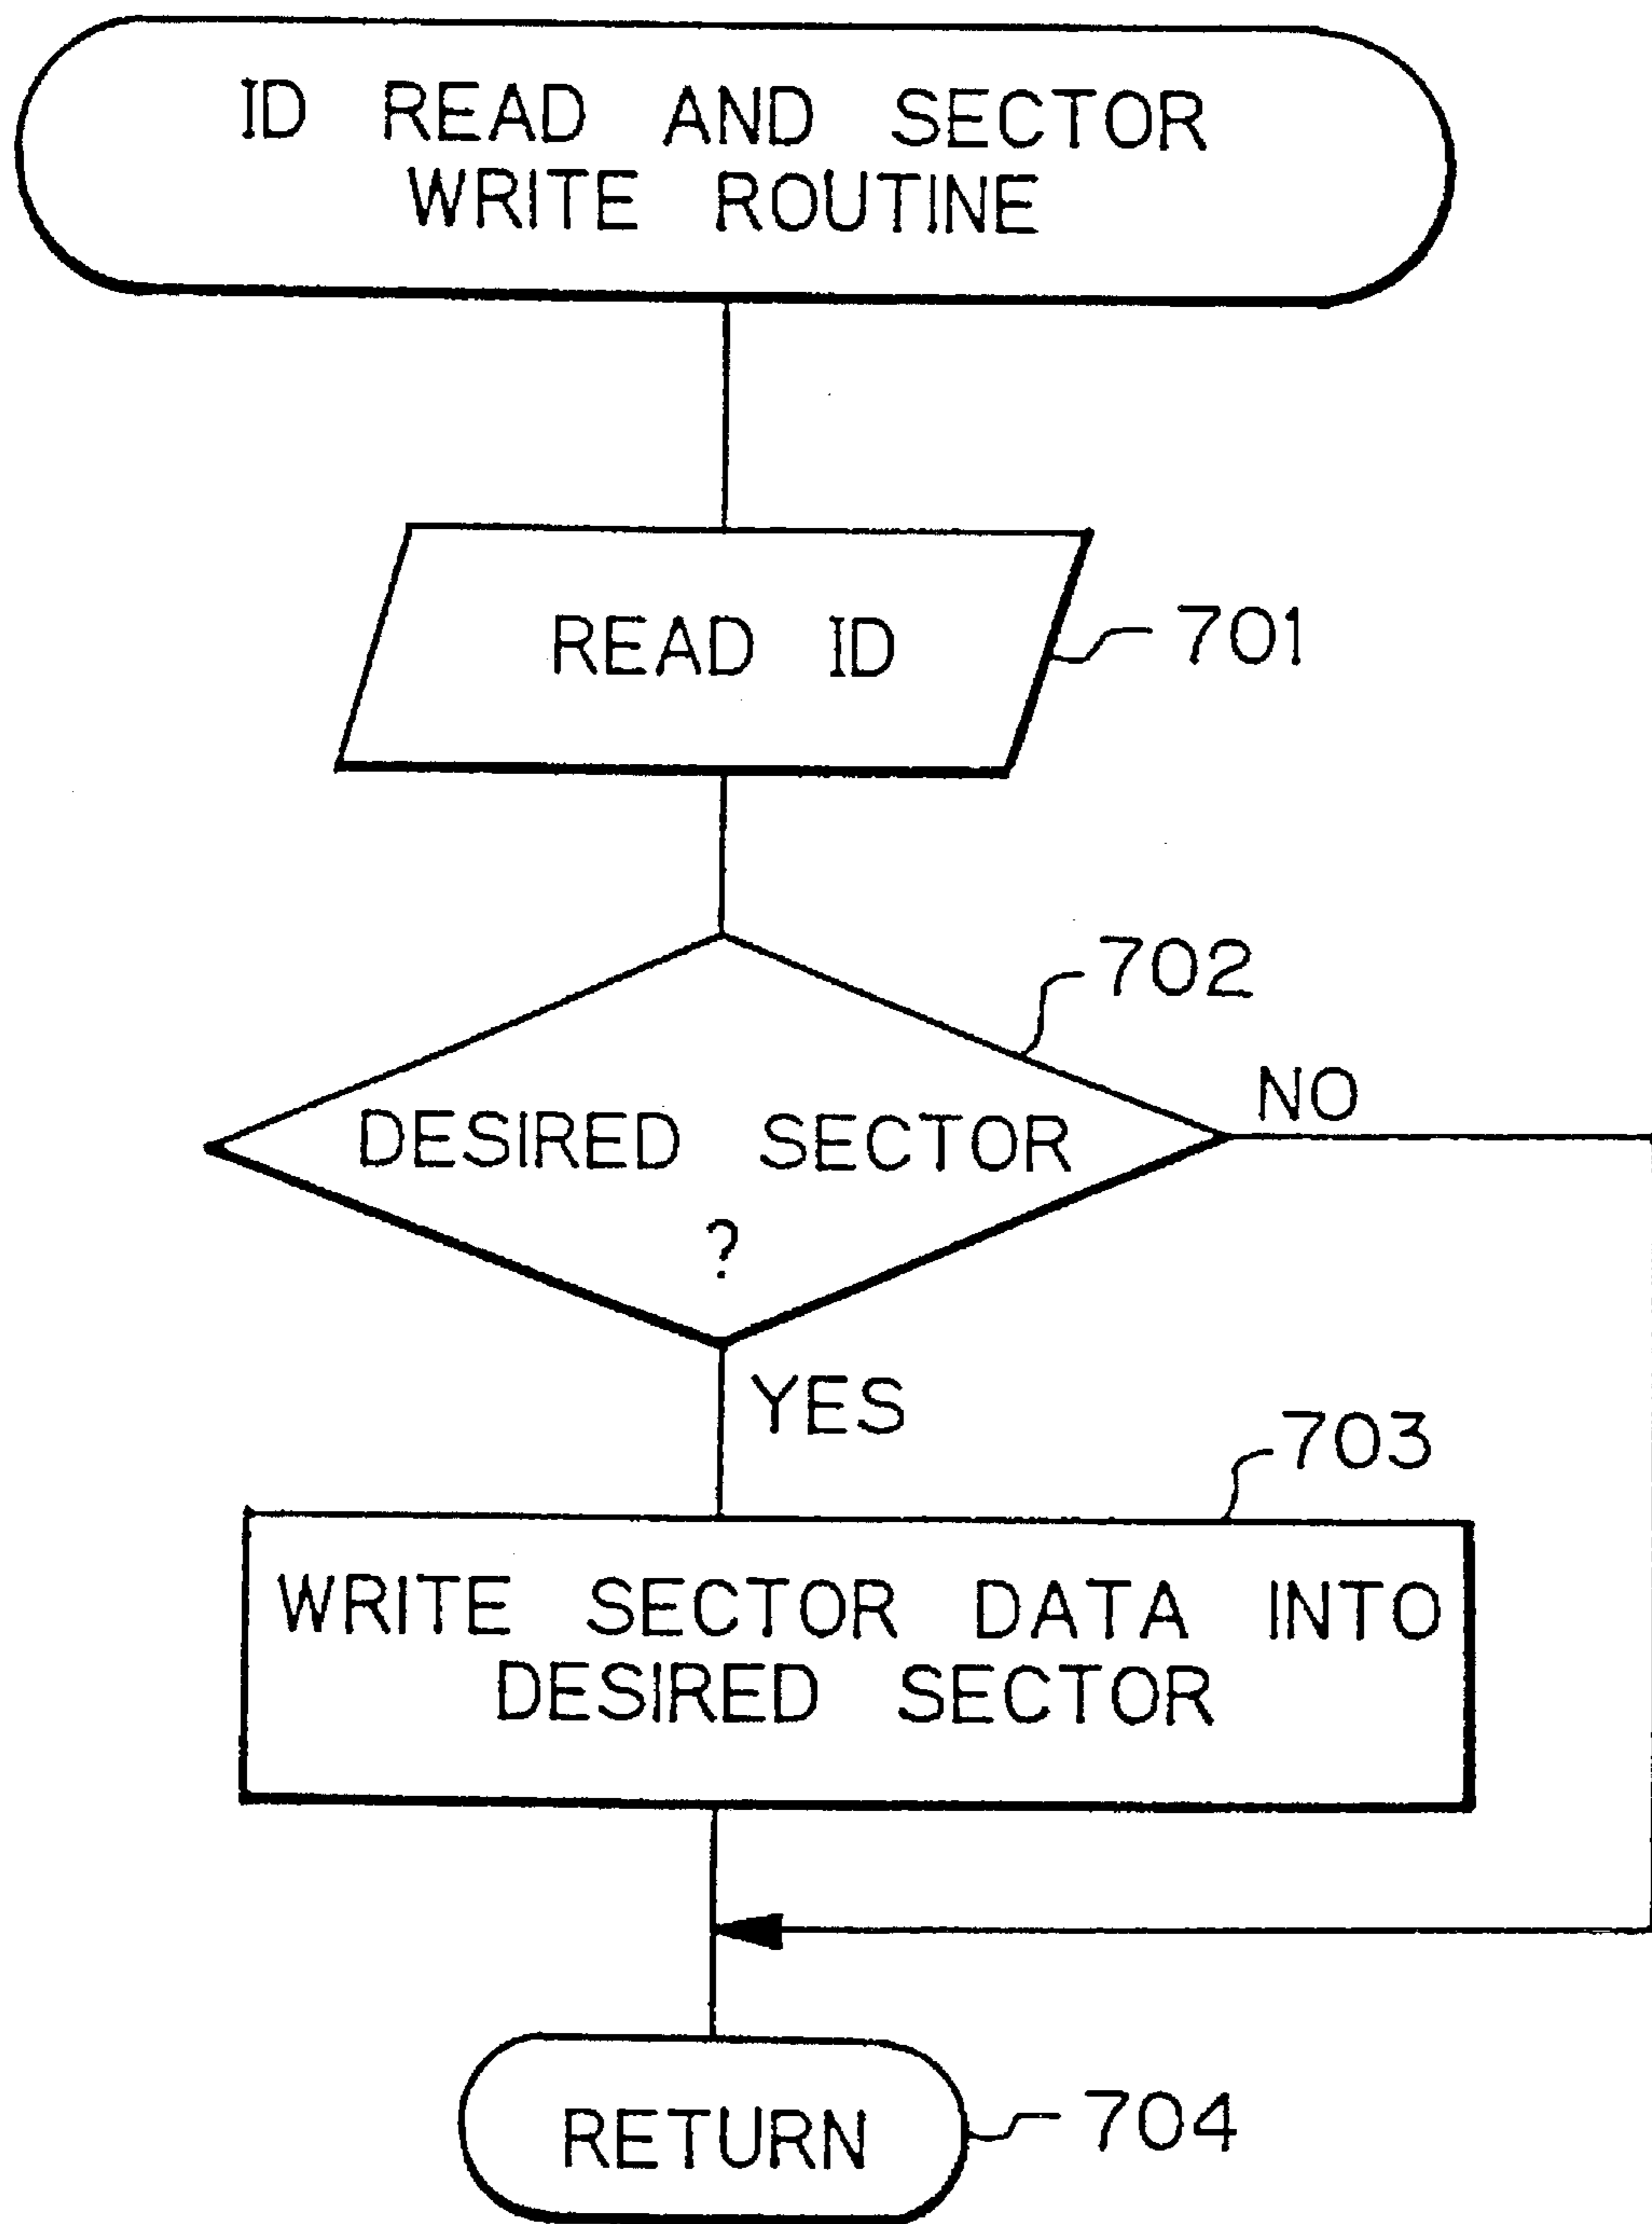 ID READ AND SECTOR
WRITE ROUTINE
READ ID
701
702
NO
DESIRED SECTOR
?
YES
703
WRITE SECTOR DATA INTO
DESIRED SECTOR
RETURN
704